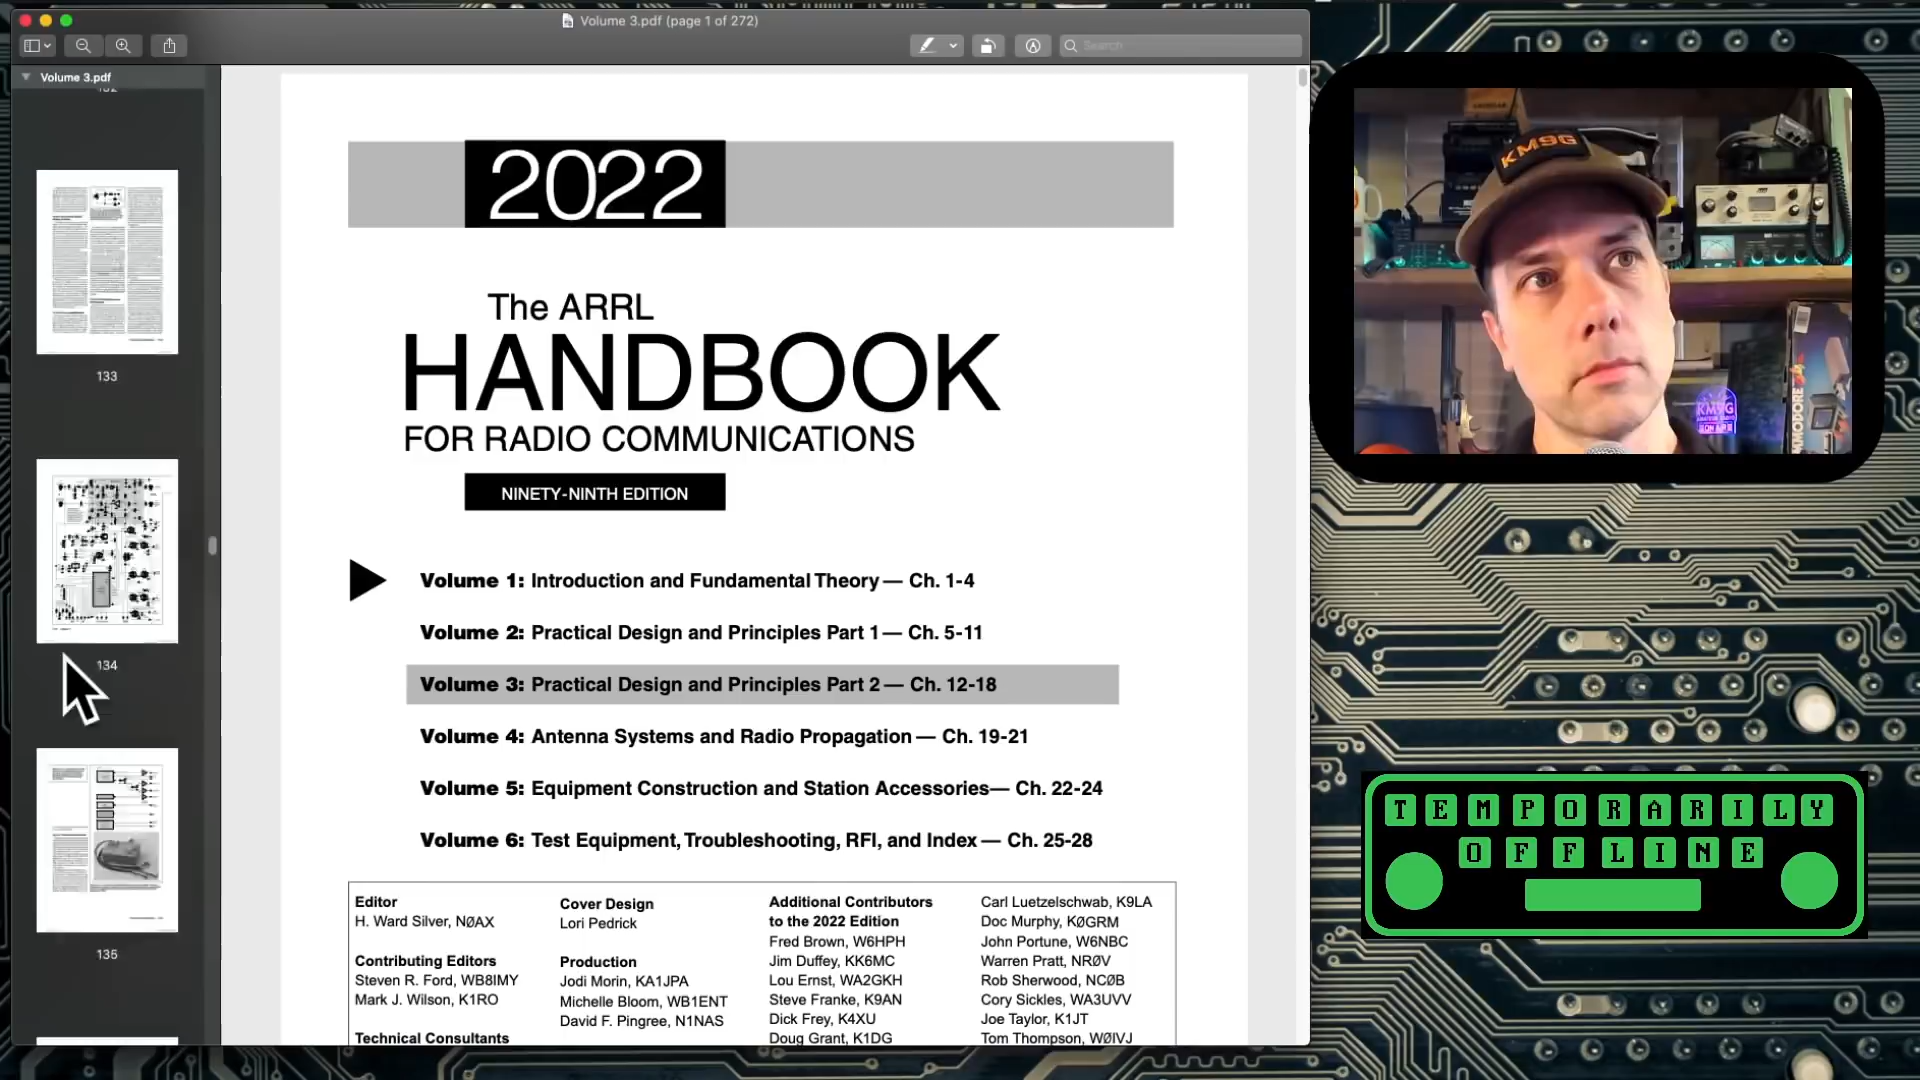 Volume 3.pdf (page 1 of 272)
Search
Volume 3.pdf
132
133
134
135
2022
The ARRL
HANDBOOK
FOR RADIO COMMUNICATIONS
NINETY-NINTH EDITION
Volume 1: Introduction and Fundamental Theory— Ch. 1-4
Volume 2: Practical Design and Principles Part 1— Ch. 5-11
Volume 3: Practical Design and Principles Part 2— Ch. 12-18
Volume 4: Antenna Systems and Radio Propagation— Ch. 19-21
Volume 5: Equipment Construction and Station Accessories— Ch. 22-24
Volume 6: Test Equipment, Troubleshooting, RFI, and Index— Ch. 25-28
Editor
H. Ward Silver, NØAX
Contributing Editors
Steven R. Ford, WB8IMY
Mark J. Wilson, K1RO
Technical Consultants
Cover Design
Lori Pedrick
Production
Jodi Morin, KA1JPA
Michelle Bloom, WB1ENT
David F. Pingree, N1NAS
Additional Contributors
to the 2022 Edition
Fred Brown, W6HPH
Jim Duffey, KK6MC
Lou Ernst, WA2GKH
Steve Franke, K9AN
Dick Frey, K4XU
Doug Grant, K1DG
Carl Luetzelschwab, K9LA
Doc Murphy, KØGRM
John Portune, W6NBC
Warren Pratt, NRØV
Rob Sherwood, NCØB
Cory Sickles, WA3UVV
Joe Taylor, K1JT
Tom Thompson, WØIVJ
KM9G
KM9G
ON AIR
COMMODORE
TEMPORARILY
OFFLINE